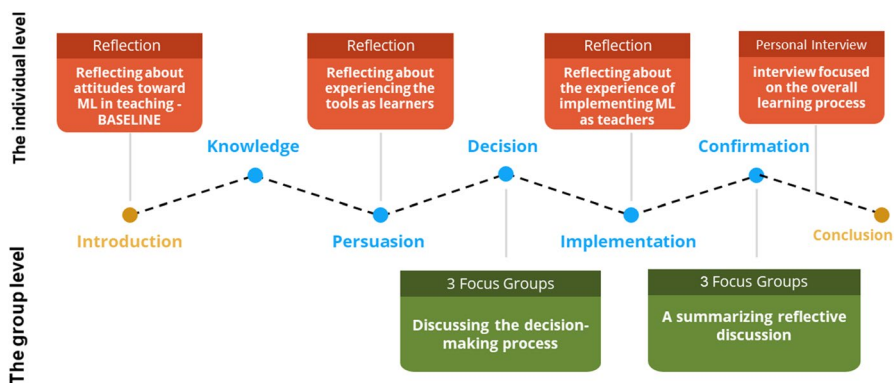 The individual level
Reflection
Reflecting about
attitudes toward
ML in teaching -
BASELINE
Reflection
Reflecting about
experiencing the
tools as learners
Reflection
Reflecting about
the experience of
implementing ML
as teachers
Personal Interview
interview focused
on the overall
learning process
Knowledge
Decision
Confirmation
Introduction
Persuasion
Implementation
Conclusion
The group level
3 Focus Groups
Discussing the decision-
making process
3 Focus Groups
A summarizing reflective
discussion